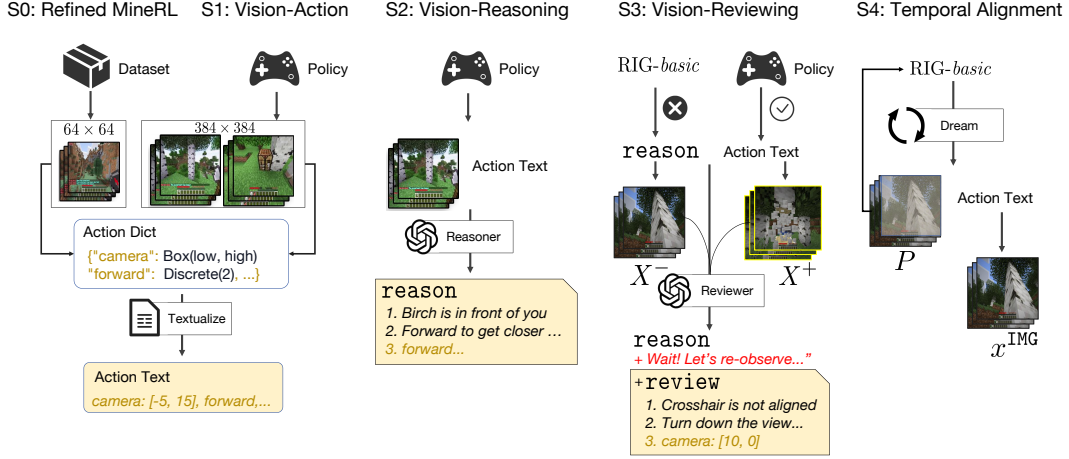 S0: Refined MineRL
S1: Vision-Action
S2: Vision-Reasoning
S3: Vision-Reviewing
S4: Temporal Alignment
Dataset
Policy
64 × 64
384 × 384
Action Dict
{"camera": Box(low, high)
"forward": Discrete(2), ...}
Textualize
Action Text
camera: [-5, 15], forward,...
Policy
Action Text
Reasoner
reason
1. Birch is in front of you
2. Forward to get closer ...
3. forward...
RIG-basic
Policy
reason
Action Text
X−
X+
Reviewer
reason
+ Wait! Let's re-observe..."
+review
1. Crosshair is not aligned
2. Turn down the view...
3. camera: [10, 0]
RIG-basic
Dream
P
Action Text
x^IMG